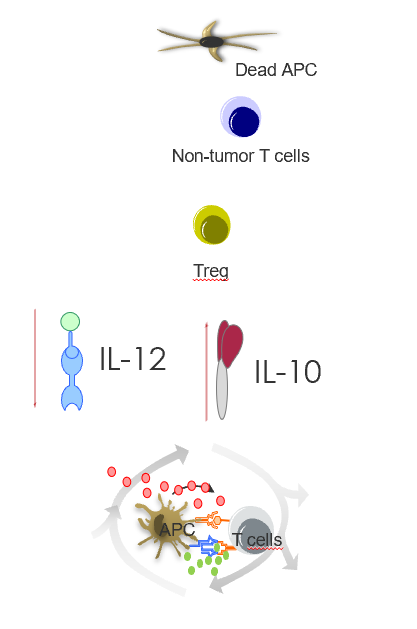 Dead APC
Non-tumor T cells
Treg
IL-12
IL-10
APC
T cells